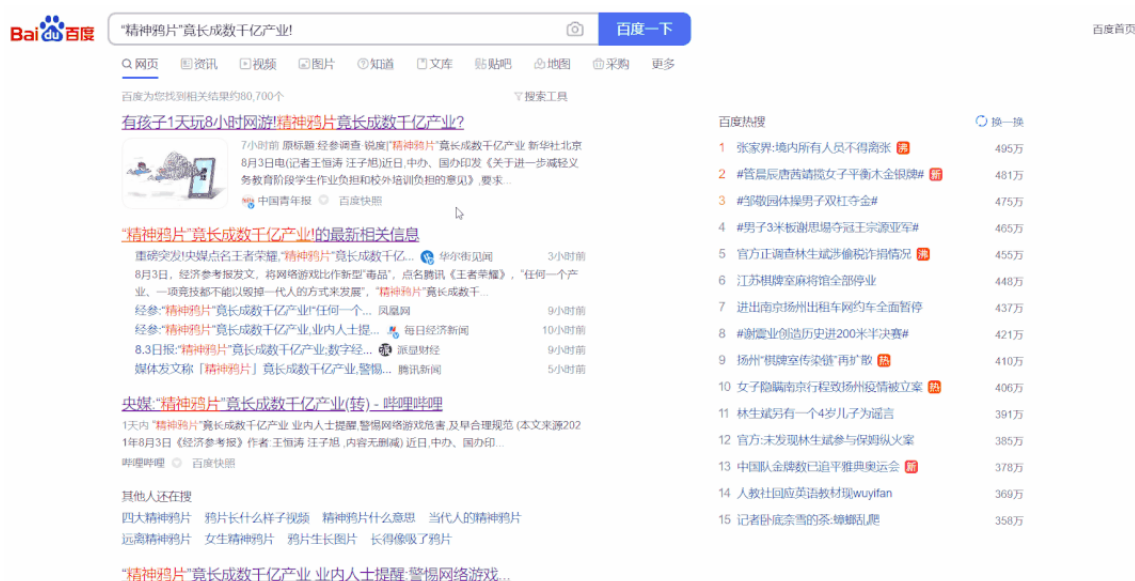 Bai du 百度
"精神鸦片"竟长成数千亿产业!
百度一下
百度首页
网页 资讯 视频 图片 知道 文库 贴吧 地图 采购 更多
百度为您找到相关结果约80,700个
搜索工具
有孩子1天玩8小时网游!精神鸦片竟长成数千亿产业?
7小时前 原标题:经参调查 锐度|"精神鸦片"竟长成数千亿产业 新华社北京
8月3日电(记者王恒涛 汪子旭)近日,中办、国办印发《关于进一步减轻义
务教育阶段学生作业负担和校外培训负担的意见》,要求...
中国青年报 百度快照
"精神鸦片"竟长成数千亿产业!的最新相关信息
重磅突发!央媒点名王者荣耀,"精神鸦片"竟长成数千亿... 华尔街见闻 3小时前
8月3日,经济参考报发文,将网络游戏比作新型"毒品",点名腾讯《王者荣耀》,"任何一个产
业、一项竞技都不能以毁掉一代人的方式来发展","精神鸦片"竟长成数千...
经参:"精神鸦片"竟长成数千亿产业!"任何一个... 凤凰网 9小时前
经参:"精神鸦片"竟长成数千亿产业,业内人士提... 每日经济新闻 10小时前
8.3日报:"精神鸦片"竟长成数千亿产业;数字经... 派 派显财经 9小时前
媒体发文称「精神鸦片」竟长成数千亿产业,警惕... 腾讯新闻 5小时前
央媒:"精神鸦片"竟长成数千亿产业(转) - 哔哩哔哩
1天内 "精神鸦片"竟长成数千亿产业 业内人士提醒,警惕网络游戏危害,及早合理规范 (本文来源202
1年8月3日《经济参考报》作者:王恒涛 汪子旭 ,内容无删减) 近日,中办、国办印...
哔哩哔哩 百度快照
其他人还在搜
四大精神鸦片 鸦片长什么样子视频 精神鸦片什么意思 当代人的精神鸦片
远离精神鸦片 女生精神鸦片 鸦片生长图片 长得像吸了鸦片
"精神鸦片"竟长成数千亿产业 业内人士提醒:警惕网络游戏...
百度热搜 换一换
1 张家界:境内所有人员不得离张 沸 495万
2 #管晨辰唐茜靖揽女子平衡木金银牌# 新 481万
3 #邹敬园体操男子双杠夺金# 475万
4 #男子3米板谢思埸夺冠王宗源亚军# 465万
5 官方正调查林生斌涉偷税诈捐情况 沸 455万
6 江苏棋牌室麻将馆全部停业 448万
7 进出南京扬州出租车网约车全面暂停 437万
8 #谢震业创造历史进200米半决赛# 421万
9 扬州"棋牌室传染链"再扩散 热 410万
10 女子隐瞒南京行程致扬州疫情被立案 热 406万
11 林生斌另有一个4岁儿子为谣言 391万
12 官方:未发现林生斌参与保姆纵火案 385万
13 中国队金牌数已追平雅典奥运会 新 378万
14 人教社回应英语教材现wuyifan 369万
15 记者卧底奈雪的茶:蟑螂乱爬 358万